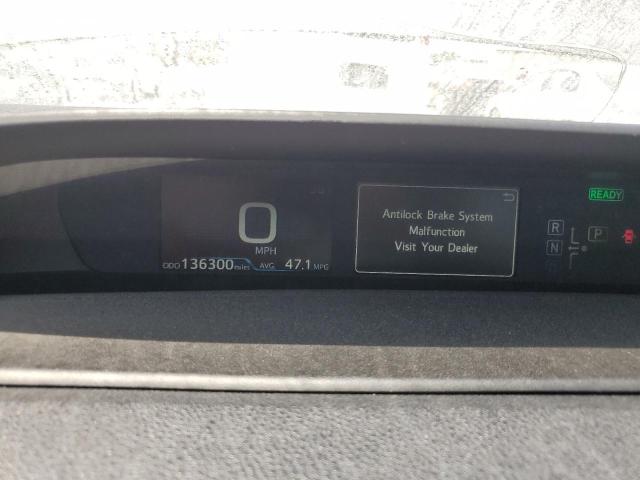 0
MPH
ODO 136300 miles AVG. 47.1 MPG
Antilock Brake System
Malfunction
Visit Your Dealer
READY
R
P
N